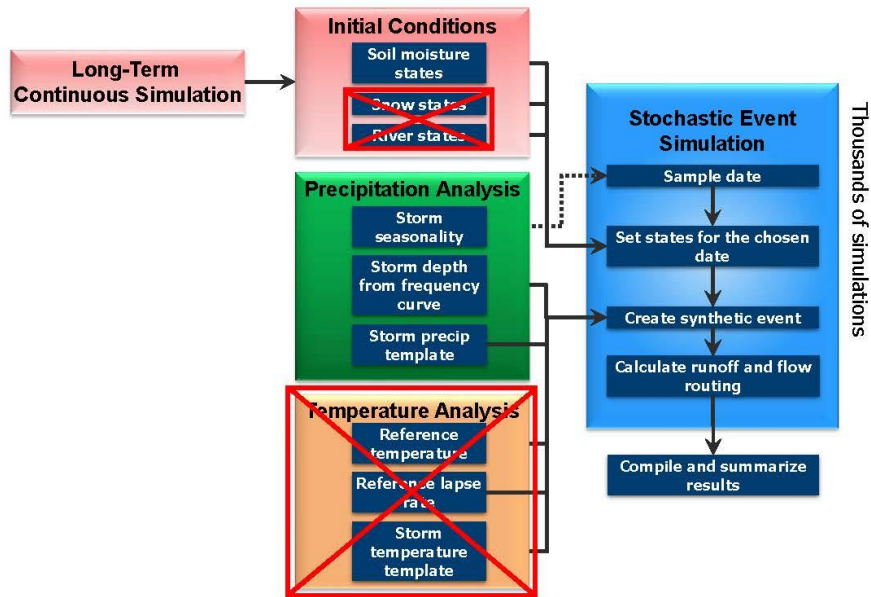 Long-Term
Continuous Simulation
Initial Conditions
Soil moisture
states
Snow states
River states
Precipitation Analysis
Storm
seasonality
Storm depth
from frequency
curve
Storm precip
template
Temperature Analysis
Reference
temperature
Reference lapse
rate
Storm
temperature
template
Stochastic Event
Simulation
Sample date
Set states for the chosen
date
Create synthetic event
Calculate runoff and flow
routing
Compile and summarize
results
Thousands of simulations